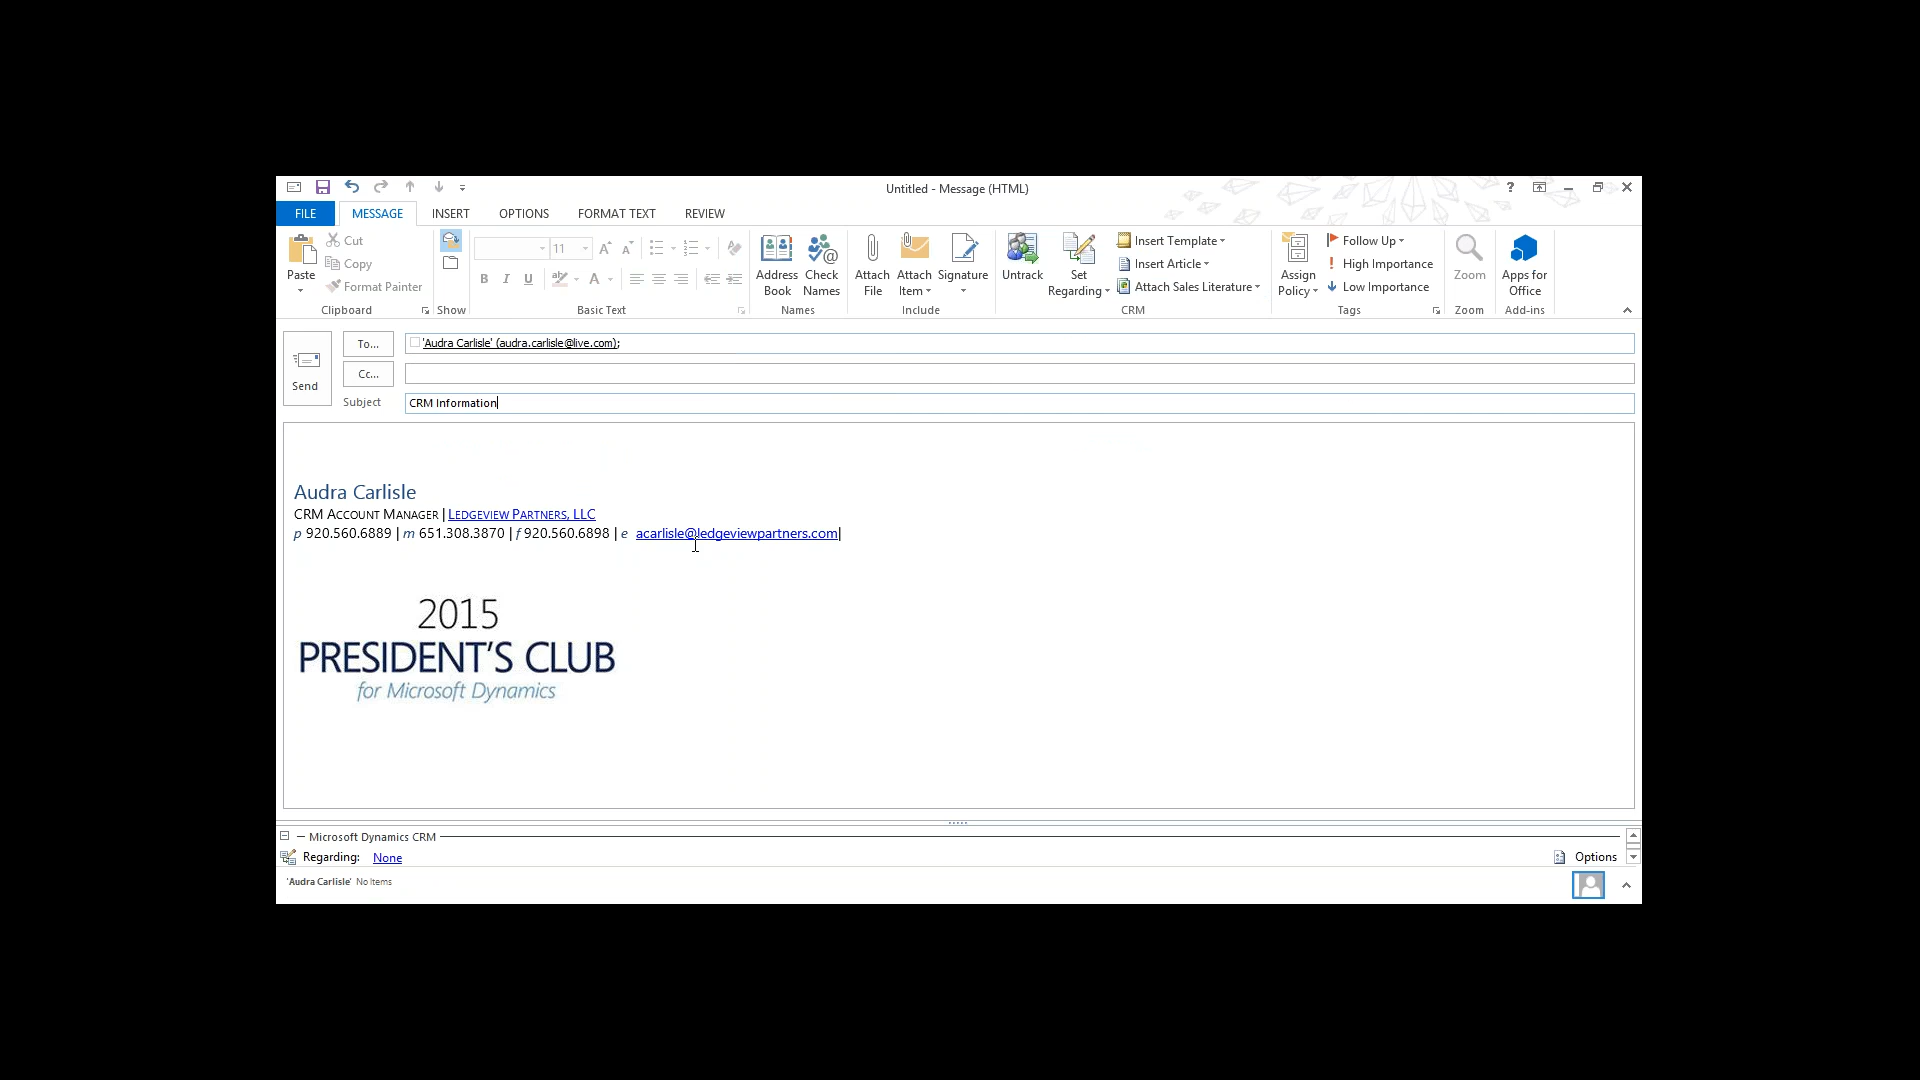 Untitled - Message (HTML)
?
FILE MESSAGE INSERT OPTIONS FORMAT TEXT REVIEW
Paste
Cut
Copy
Format Painter
Clipboard
Show
11
B I U ab A
Basic Text
Address Book
Check Names
Names
Attach File
Attach Item
Signature
Include
Untrack
Set Regarding
Insert Template
Insert Article
Attach Sales Literature
CRM
Assign Policy
Follow Up
High Importance
Low Importance
Tags
Zoom
Zoom
Apps for Office
Add-ins
Send
To...
'Audra Carlisle' (audra.carlisle@live.com);
Cc...
Subject
CRM Information
Audra Carlisle
CRM Account Manager | Ledgeview Partners, LLC
p 920.560.6889 | m 651.308.3870 | f 920.560.6898 | e acarlisle@ledgeviewpartners.com|
2015
PRESIDENT'S CLUB
for Microsoft Dynamics
Microsoft Dynamics CRM
Regarding: None
Options
'Audra Carlisle' No Items